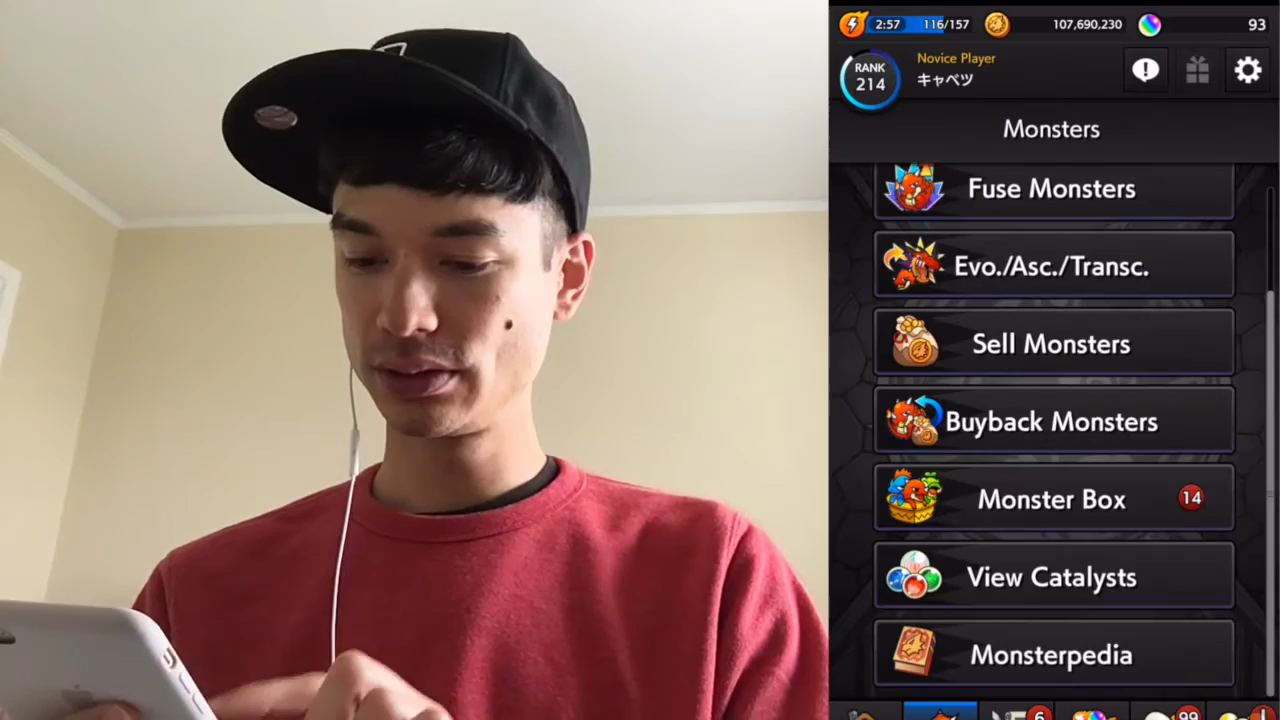 2:57 116/157 107,690,230 93
RANK
214
Novice Player
キャベツ
Monsters
Fuse Monsters
Evo./Asc./Transc.
Sell Monsters
Buyback Monsters
Monster Box 14
View Catalysts
Monsterpedia
6 99